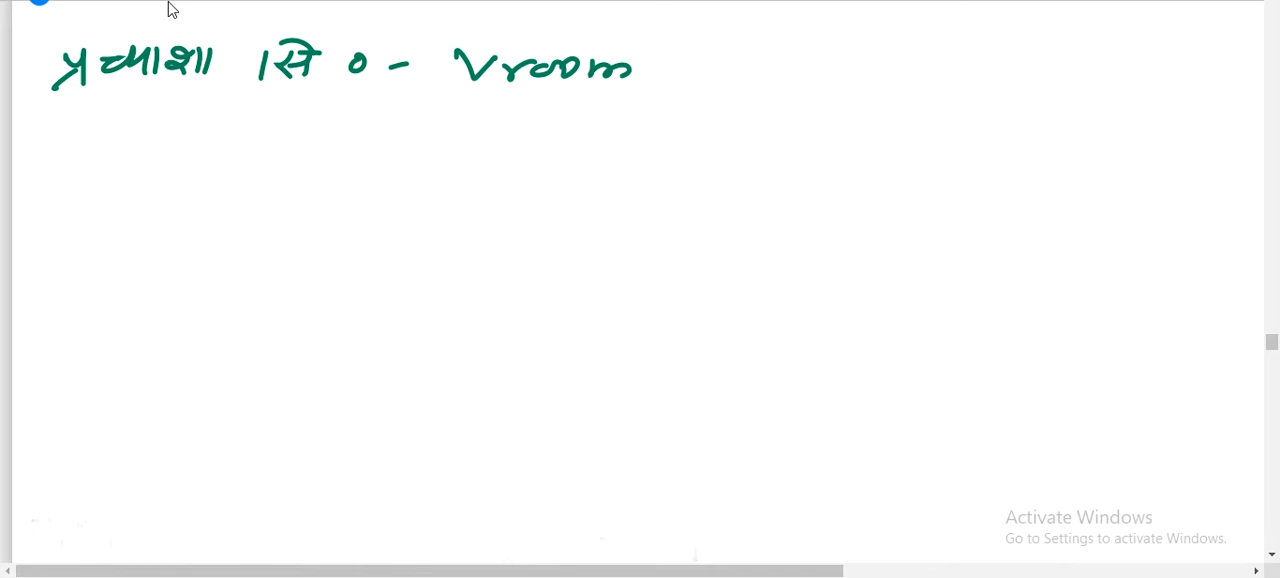 प्रत्याशा सि० - Vroom
Activate Windows
Go to Settings to activate Windows.